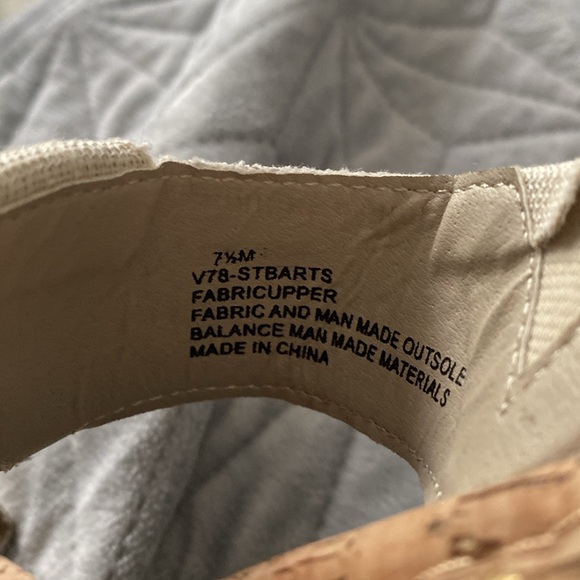 7½M
V78-STBARTS
FABRICUPPER
FABRIC AND MAN MADE OUTSOLE
BALANCE MAN MADE MATERIALS
MADE IN CHINA